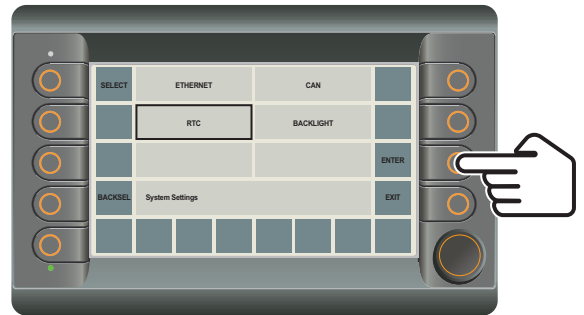 SELECT ETHERNET CAN
RTC BACKLIGHT
ENTER
BACKSEL System Settings EXIT